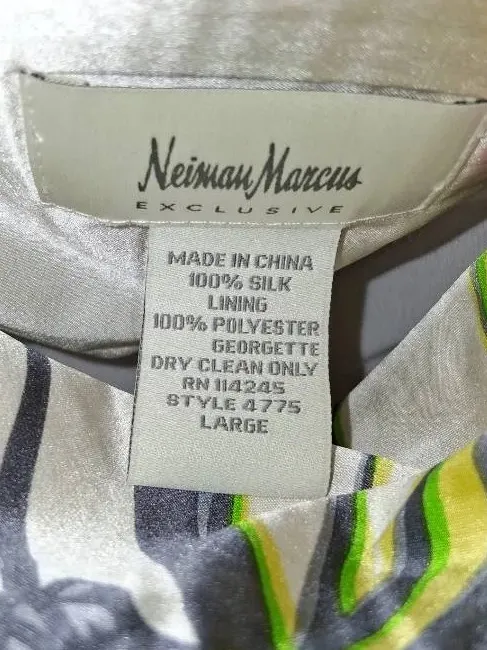 Neiman Marcus
EXCLUSIVE
MADE IN CHINA
100% SILK
LINING
100% POLYESTER
GEORGETTE
DRY CLEAN ONLY
RN 114245
STYLE 4775
LARGE